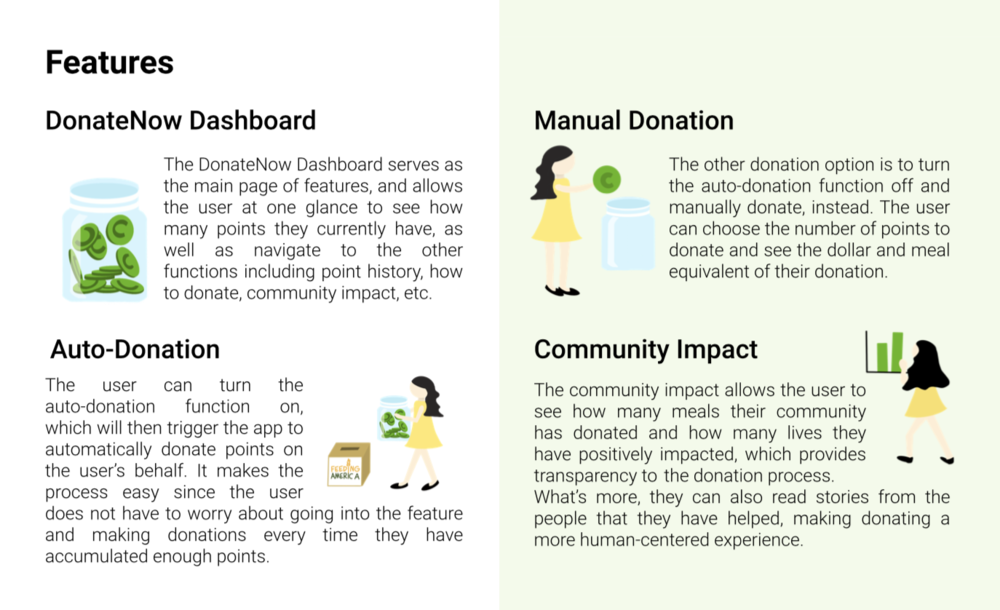 Features
DonateNow Dashboard
The DonateNow Dashboard serves as
the main page of features, and allows
the user at one glance to see how
many points they currently have, as
well as navigate to the other
functions including point history, how
to donate, community impact, etc.
Auto-Donation
The user can turn the
auto-donation function on,
which will then trigger the app to
automatically donate points on
the user's behalf. It makes the
process easy since the user
does not have to worry about going into the feature
and making donations every time they have
accumulated enough points.
FEEDING
AMERICA
Manual Donation
The other donation option is to turn
the auto-donation function off and
manually donate, instead. The user
can choose the number of points to
donate and see the dollar and meal
equivalent of their donation.
C
Community Impact
The community impact allows the user to
see how many meals their community
has donated and how many lives they
have positively impacted, which provides
transparency to the donation process.
What's more, they can also read stories from the
people that they have helped, making donating a
more human-centered experience.